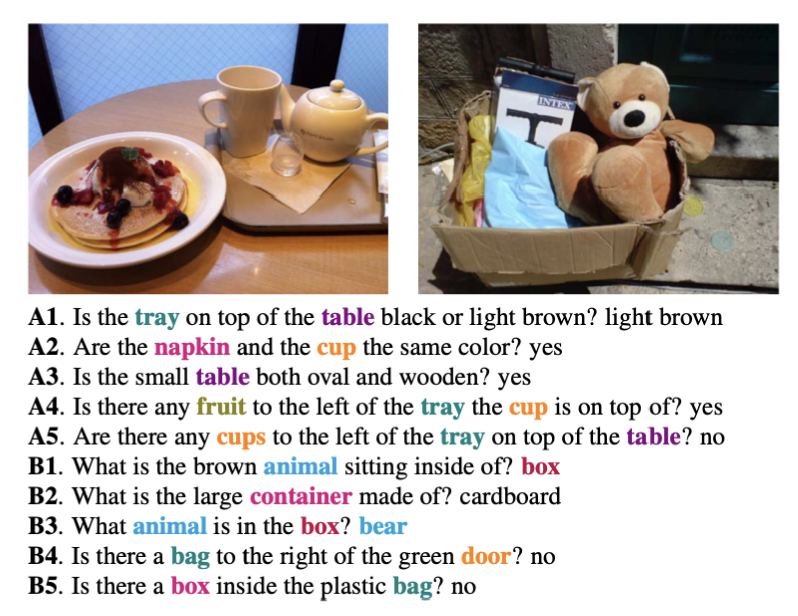 INTEX
A1. Is the tray on top of the table black or light brown? light brown
A2. Are the napkin and the cup the same color? yes
A3. Is the small table both oval and wooden? yes
A4. Is there any fruit to the left of the tray the cup is on top of? yes
A5. Are there any cups to the left of the tray on top of the table? no
B1. What is the brown animal sitting inside of? box
B2. What is the large container made of? cardboard
B3. What animal is in the box? bear
B4. Is there a bag to the right of the green door? no
B5. Is there a box inside the plastic bag? no